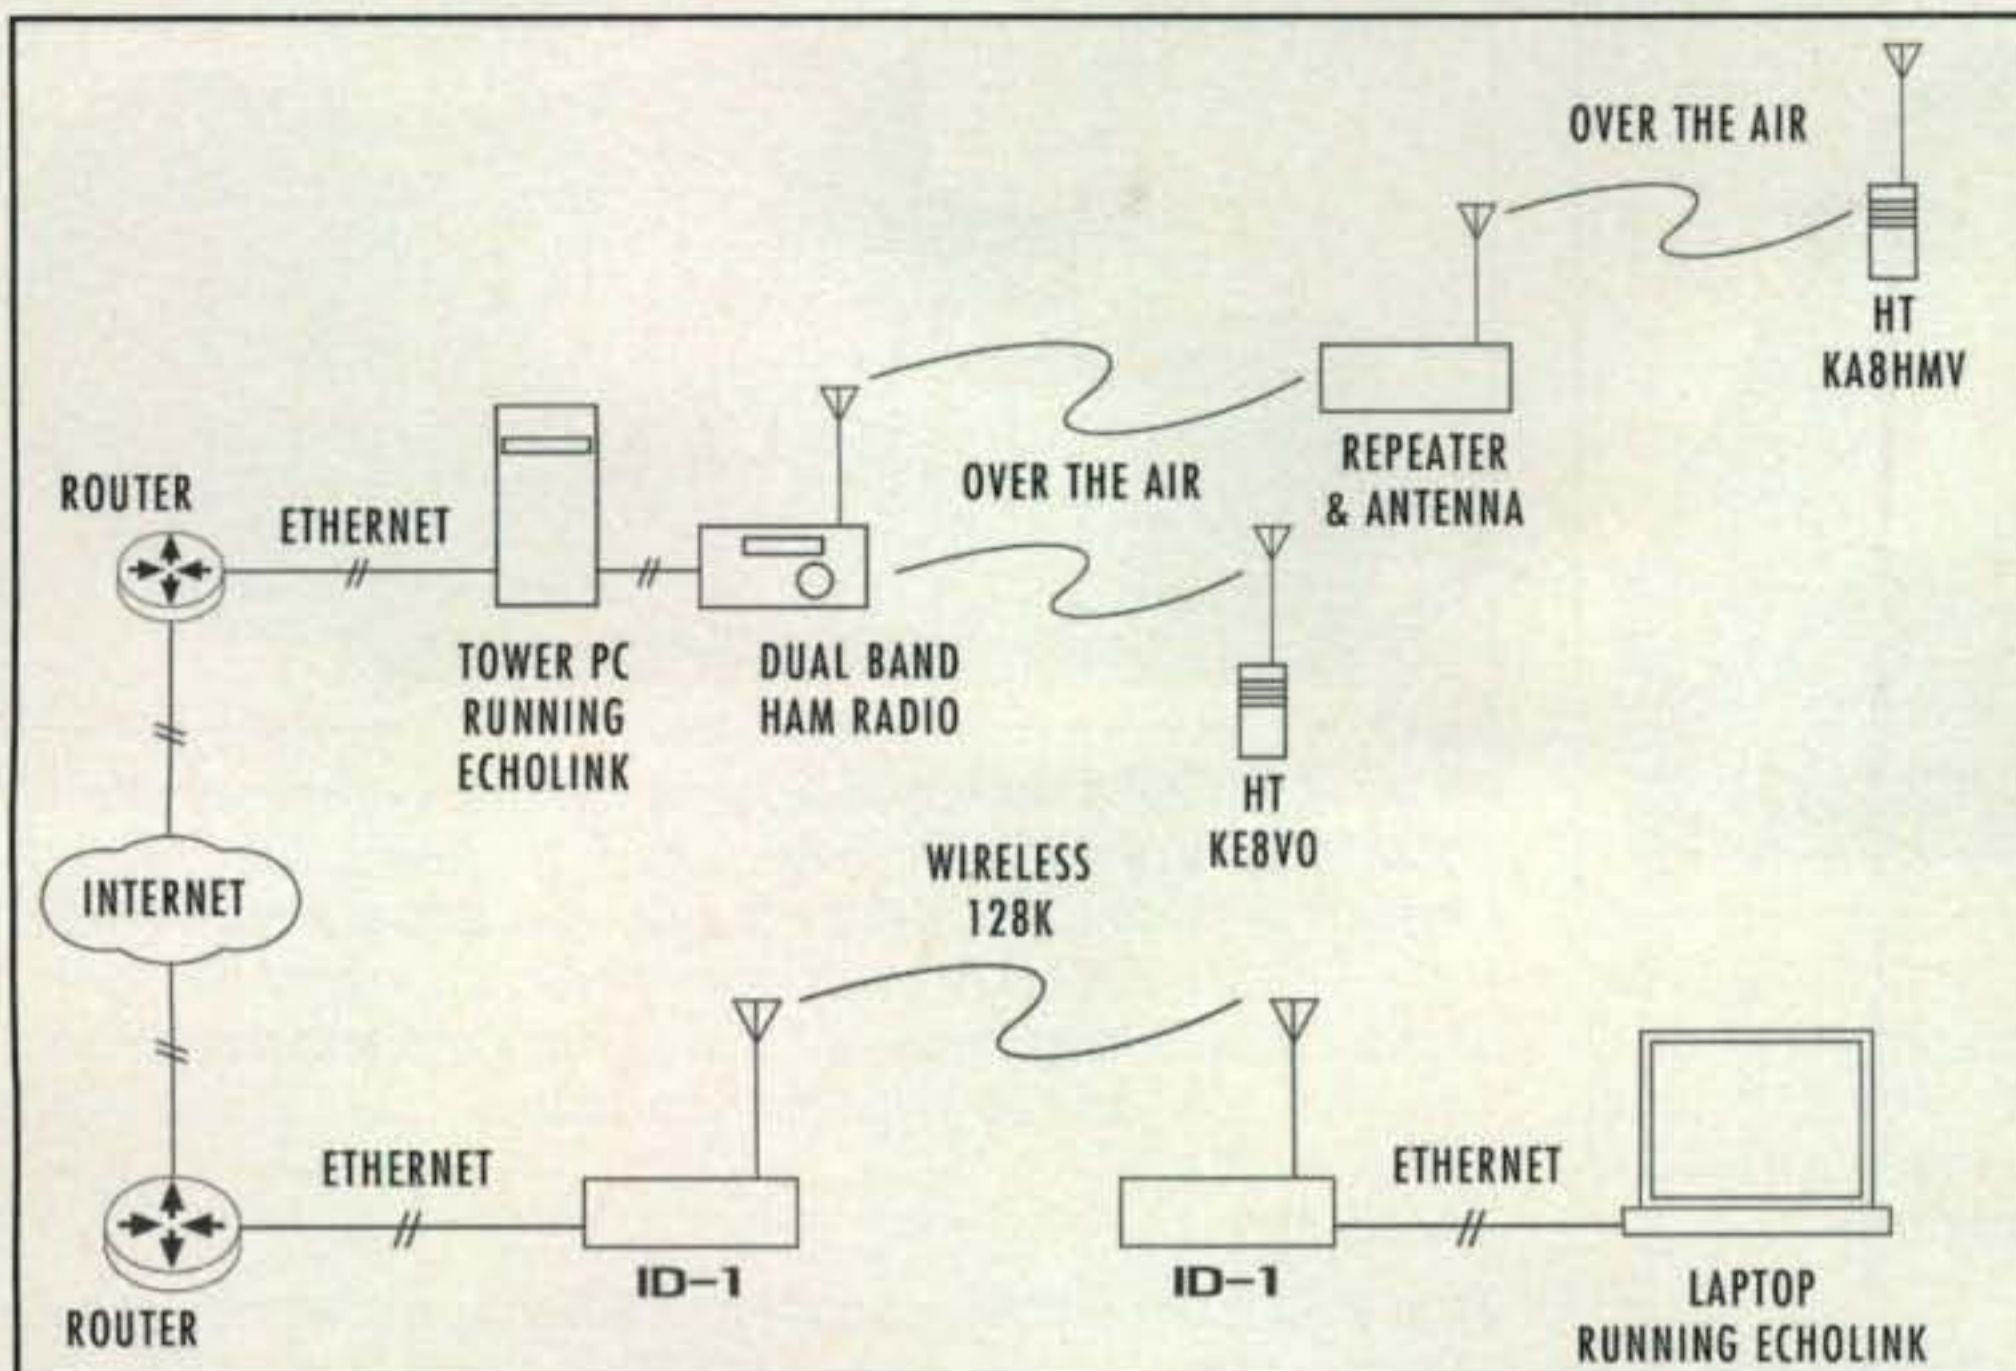 OVER THE AIR
HT
KA8HMV
REPEATER
& ANTENNA
OVER THE AIR
ROUTER
ETHERNET
TOWER PC
RUNNING
ECHOLINK
DUAL BAND
HAM RADIO
HT
KE8VO
INTERNET
WIRELESS
128K
ETHERNET
ROUTER
ID-1
ID-1
ETHERNET
LAPTOP
RUNNING ECHOLINK